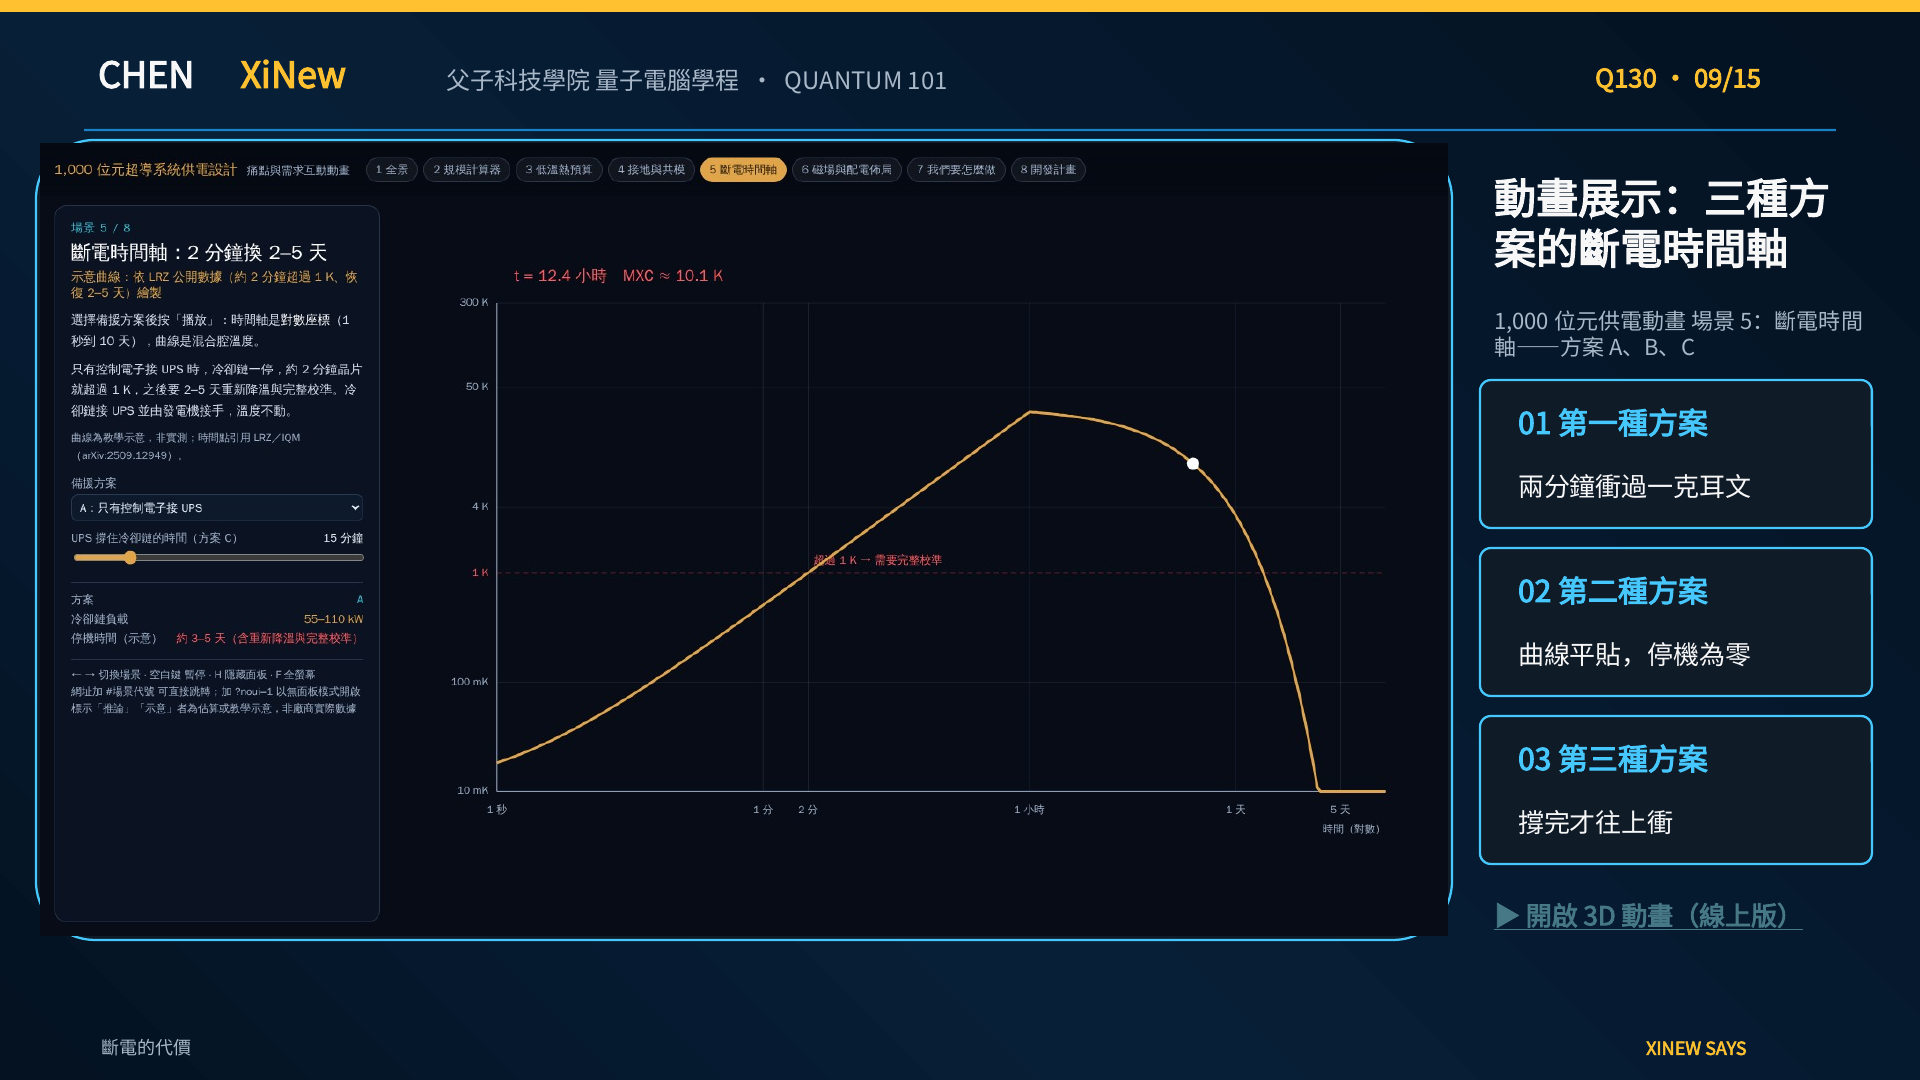 CHEN XiNew 父子科技學院 量子電腦學程 • QUANTUM 101 Q130 • 09/15
1,000 位元超導系統供電設計 痛點與需求互動動畫 1 全景 2 規模計算器 3 低溫熱預算 4 接地與共模 5 斷電時間軸 6 磁場與配電佈局 7 我們要怎麼做 8 開發計畫
場景 5 / 8
斷電時間軸：2 分鐘換 2–5 天
示意曲線：依 LRZ 公開數據（約 2 分鐘超過 1 K、恢
復 2–5 天）繪製
選擇備援方案後按「播放」：時間軸是對數座標（1
秒到 10 天），曲線是混合腔溫度。
只有控制電子接 UPS 時，冷卻鏈一停，約 2 分鐘晶片
就超過 1 K，之後要 2–5 天重新降溫與完整校準。冷
卻鏈接 UPS 並由發電機接手，溫度不動。
曲線為教學示意，非實測；時間點引用 LRZ／IQM
（arXiv:2509.12949）。
備援方案
A：只有控制電子接 UPS
UPS 撐住冷卻鏈的時間（方案 C） 15 分鐘
方案 A
冷卻鏈負載 55–110 kW
停機時間（示意） 約 3–5 天（含重新降溫與完整校準）
← → 切換場景 · 空白鍵 暫停 · H 隱藏面板 · F 全螢幕
網址加 #場景代號 可直接跳轉；加 ?noui=1 以無面板模式開啟
標示「推論」「示意」者為估算或教學示意，非廠商實際數據
t = 12.4 小時 MXC ≈ 10.1 K
300 K
50 K
4 K
超過 1 K → 需要完整校準
1 K
100 mK
10 mK
1 秒 1 分 2 分 1 小時 1 天 5 天
時間（對數）
動畫展示：三種方
案的斷電時間軸
1,000 位元供電動畫 場景 5：斷電時間
軸——方案 A、B、C
01 第一種方案
兩分鐘衝過一克耳文
02 第二種方案
曲線平貼，停機為零
03 第三種方案
撐完才往上衝
▶ 開啟 3D 動畫（線上版）
斷電的代價
XINEW SAYS